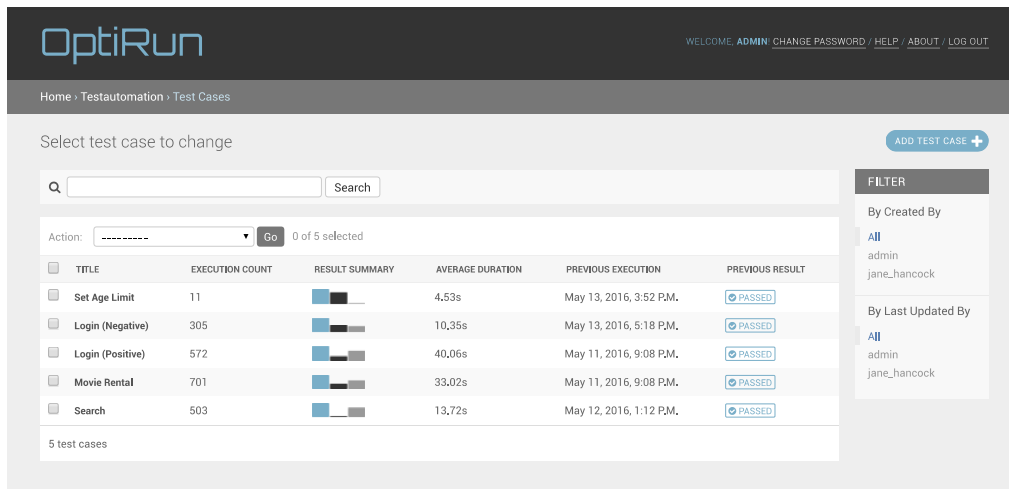 OptiRun
WELCOME, ADMIN! CHANGE PASSWORD / HELP / ABOUT / LOG OUT
Home › Testautomation › Test Cases
Select test case to change
ADD TEST CASE
Search
FILTER
By Created By
All
admin
jane_hancock
By Last Updated By
All
admin
jane_hancock
Action: --------- Go 0 of 5 selected
TITLE EXECUTION COUNT RESULT SUMMARY AVERAGE DURATION PREVIOUS EXECUTION PREVIOUS RESULT
Set Age Limit 11 4.53s May 13, 2016, 3:52 P.M. PASSED
Login (Negative) 305 10.35s May 13, 2016, 5:18 P.M. PASSED
Login (Positive) 572 40.06s May 11, 2016, 9:08 P.M. PASSED
Movie Rental 701 33.02s May 11, 2016, 9:08 P.M. PASSED
Search 503 13.72s May 12, 2016, 1:12 P.M. PASSED
5 test cases